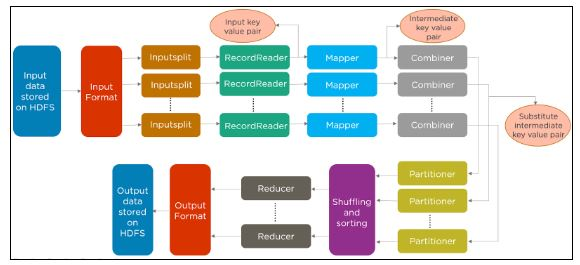 Input key
value pair
Intermediate
key value
pair
Input
data
stored
on HDFS
Input
Format
Inputsplit
RecordReader
Mapper
Combiner
Inputsplit
RecordReader
Mapper
Combiner
Inputsplit
RecordReader
Mapper
Combiner
Substitute
intermediate
key value pair
Output
data
stored
on
HDFS
Output
Format
Reducer
Reducer
Shuffling
and
sorting
Partitioner
Partitioner
Partitioner